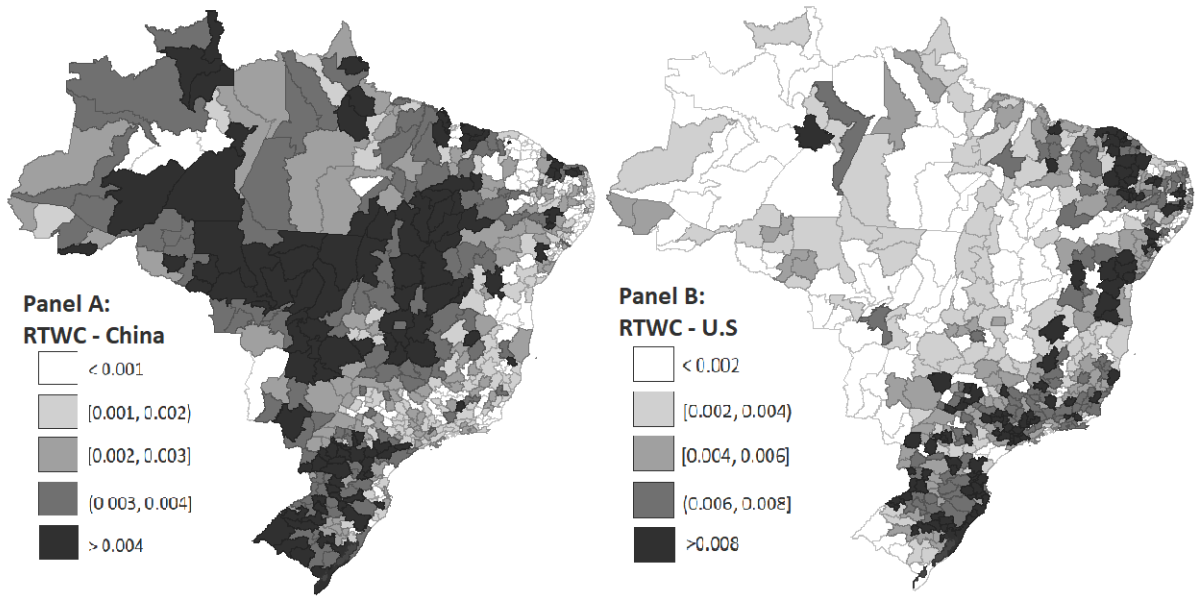 Panel A:
RTWC - China
< 0.001
[0.001, 0.002)
[0.002, 0.003]
(0.003, 0.004]
> 0.004
Panel B:
RTWC - U.S
< 0.002
[0.002, 0.004)
[0.004, 0.006]
(0.006, 0.008]
>0.008